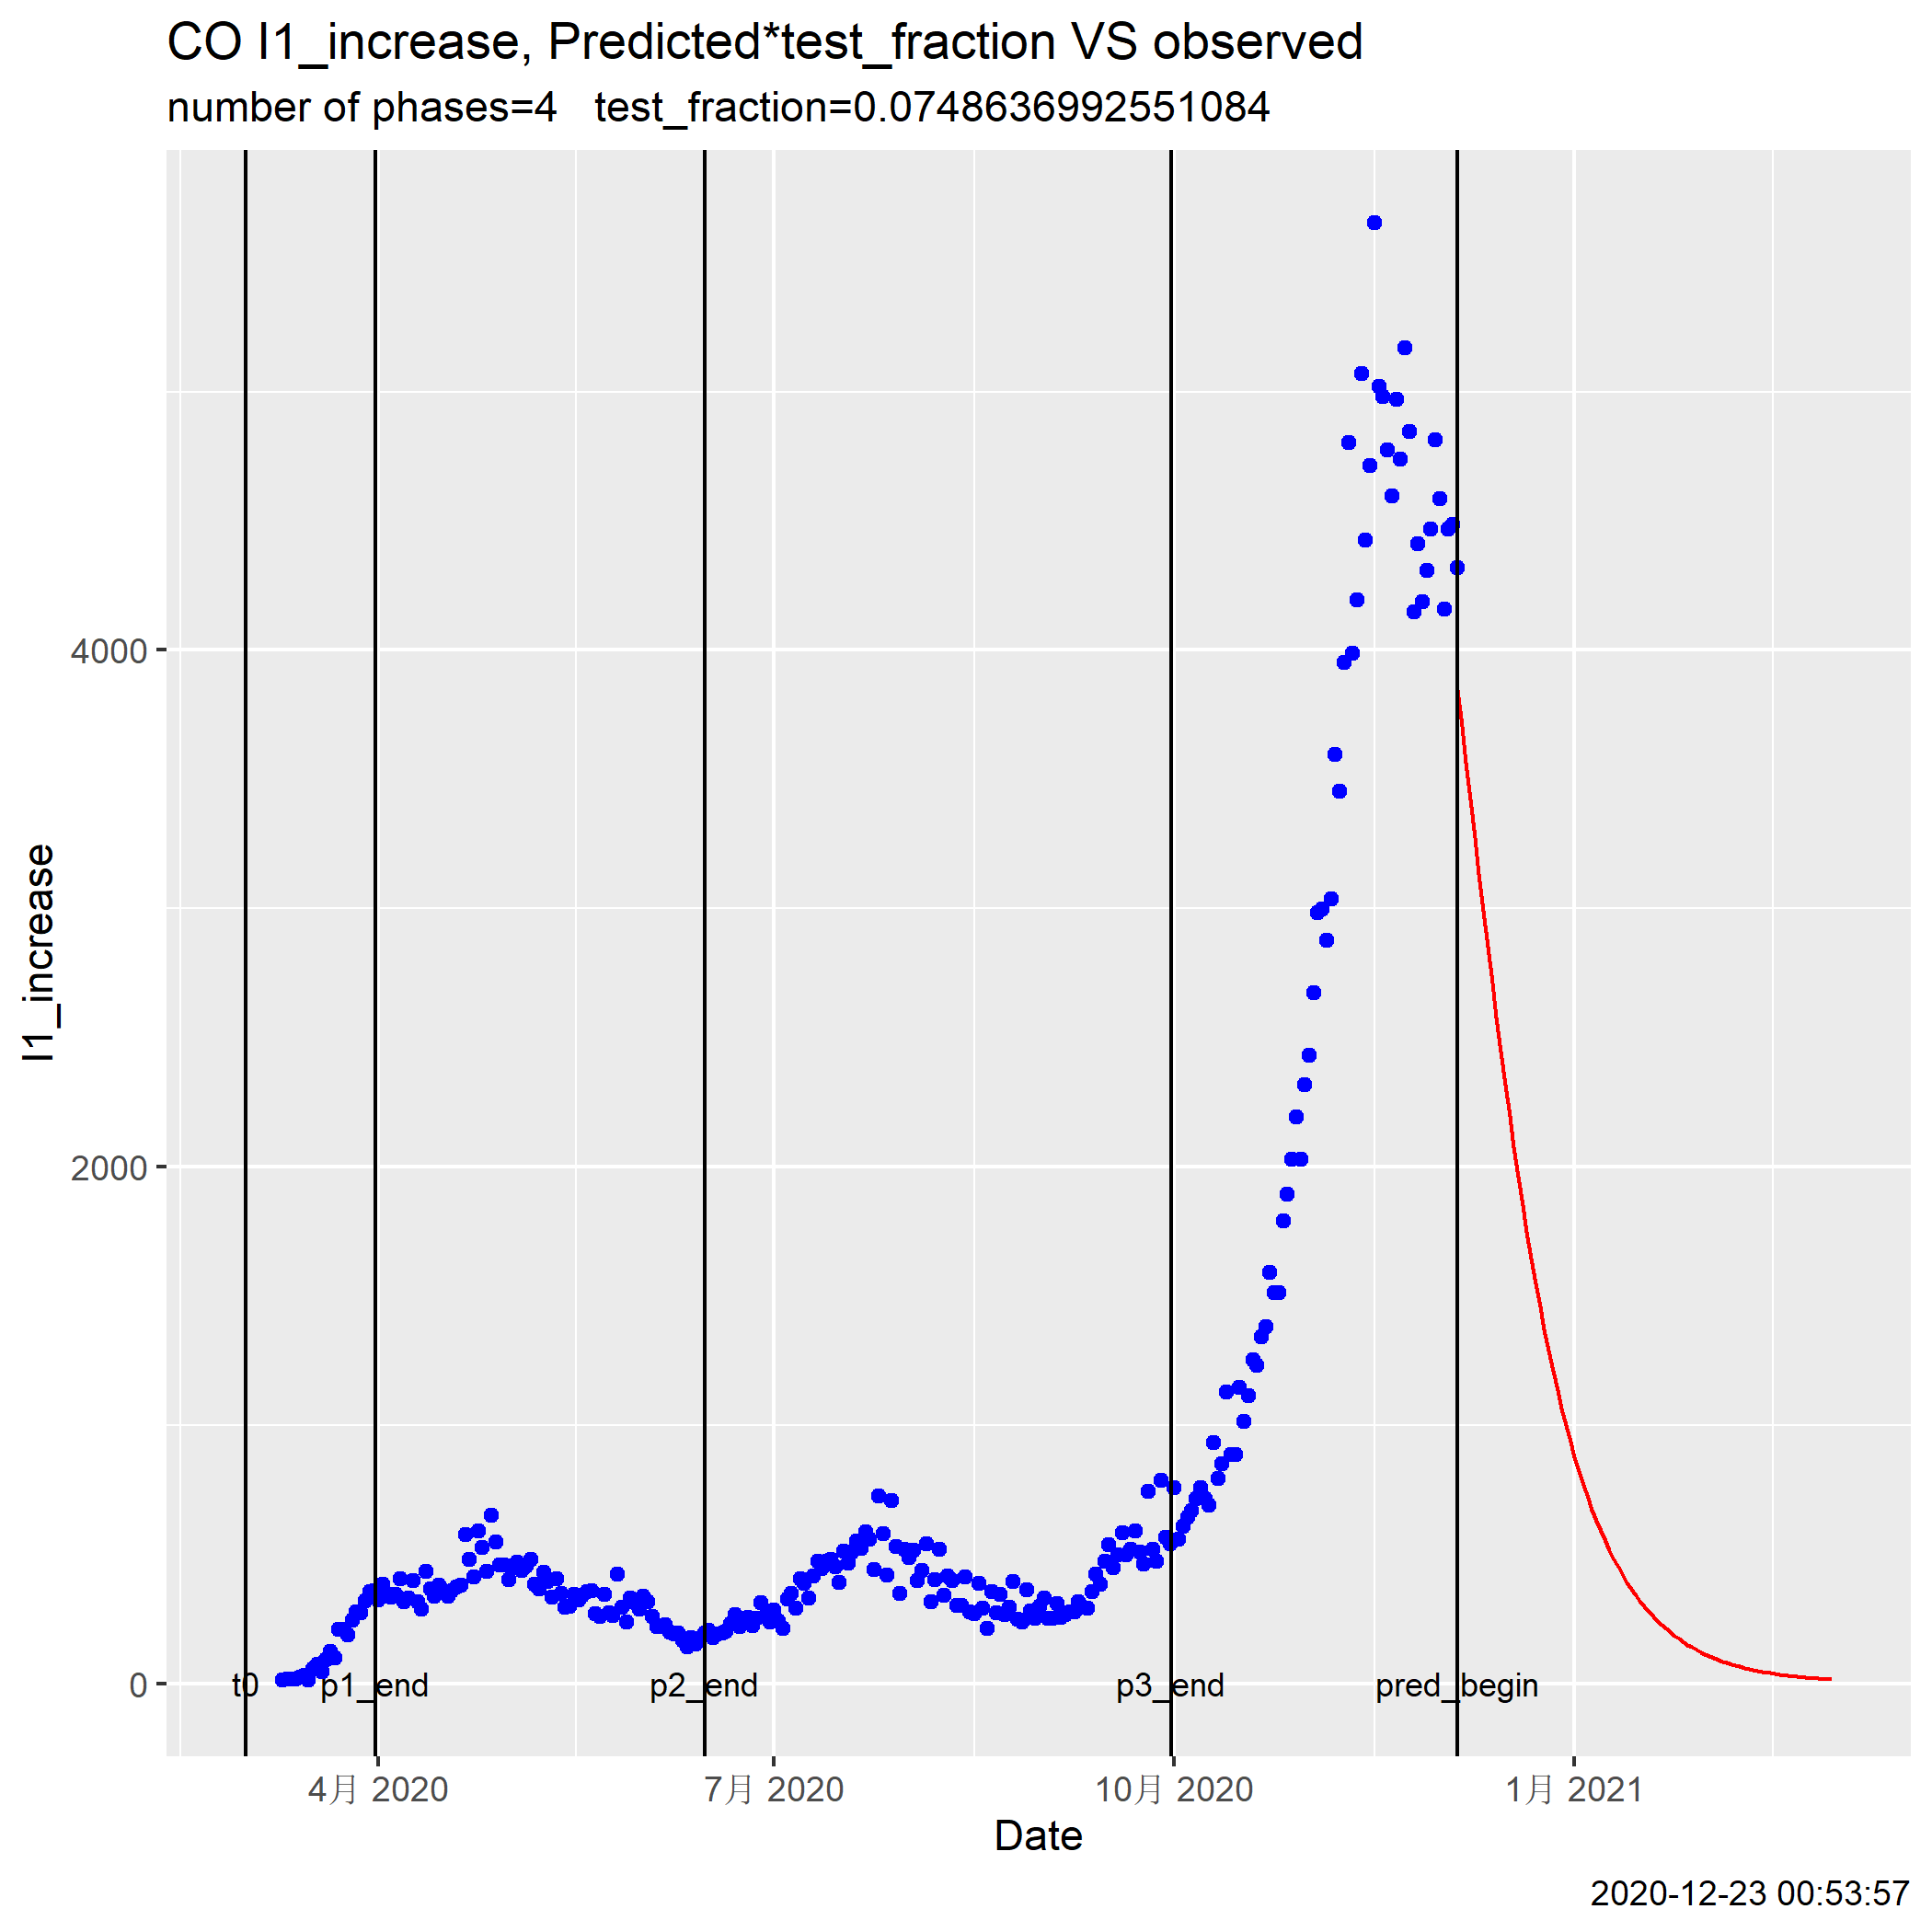 CO I1_increase, Predicted*test_fraction VS observed
number of phases=4 test_fraction=0.0748636992551084
I1_increase
4000
2000
0
t0 p1_end p2_end p3_end pred_begin
4月 2020 7月 2020 10月 2020 1月 2021
Date
2020-12-23 00:53:57